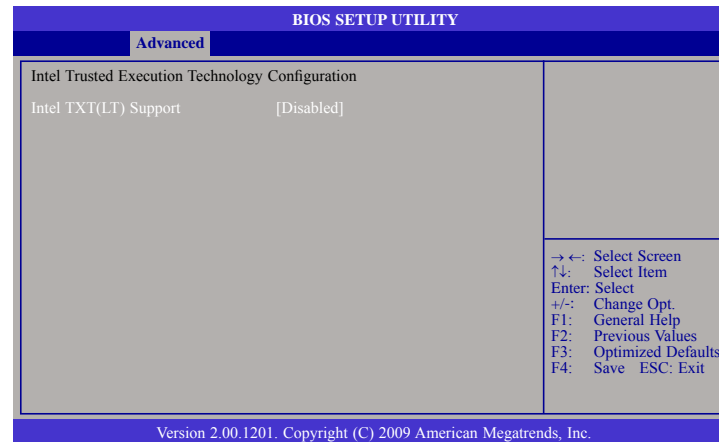 BIOS SETUP UTILITY
Advanced
Intel Trusted Execution Technology Configuration
Intel TXT(LT) Support [Disabled]
→ ←: Select Screen
↑↓: Select Item
Enter: Select
+/-: Change Opt.
F1: General Help
F2: Previous Values
F3: Optimized Defaults
F4: Save ESC: Exit
Version 2.00.1201. Copyright (C) 2009 American Megatrends, Inc.